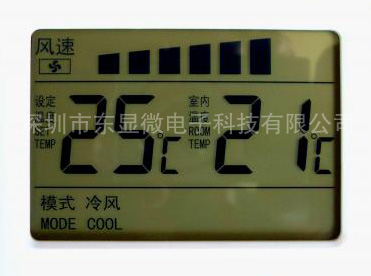 风速
设定 25℃ 室内 21℃
深圳市东显微电子科技有限公司
SET TEMP ROOM TEMP
模式 冷风
MODE COOL